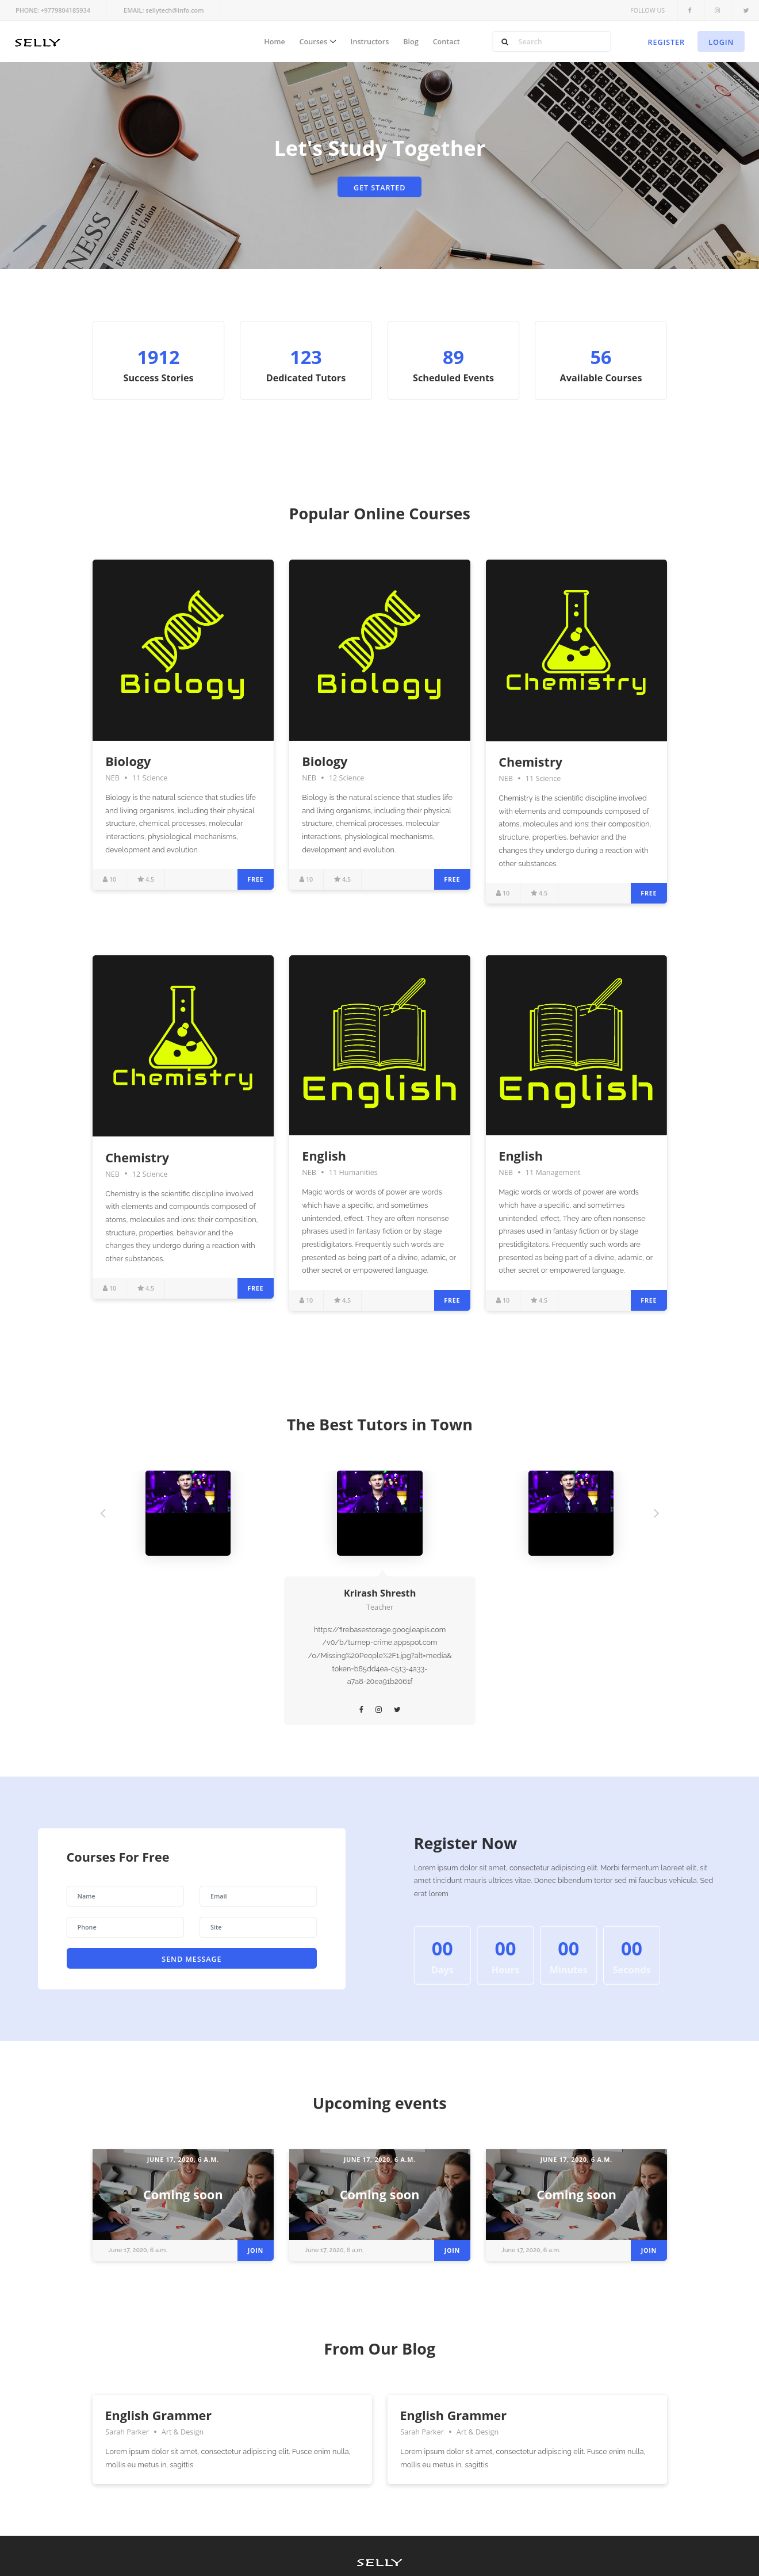 PHONE: +9779804185934
EMAIL: sellytech@info.com
FOLLOW US
SELLY
Home
Courses
Instructors
Blog
Contact
Search
REGISTER
LOGIN
Let's Study Together
GET STARTED
Economy of the
European Union
European
1912
Success Stories
123
Dedicated Tutors
89
Scheduled Events
56
Available Courses
Popular Online Courses
Biology
Biology
NEB • 11 Science
Biology is the natural science that studies life
and living organisms, including their physical
structure, chemical processes, molecular
interactions, physiological mechanisms,
development and evolution.
10
4.5
FREE
Biology
Biology
NEB • 12 Science
Biology is the natural science that studies life
and living organisms, including their physical
structure, chemical processes, molecular
interactions, physiological mechanisms,
development and evolution.
10
4.5
FREE
Chemistry
Chemistry
NEB • 11 Science
Chemistry is the scientific discipline involved
with elements and compounds composed of
atoms, molecules and ions: their composition,
structure, properties, behavior and the
changes they undergo during a reaction with
other substances.
10
4.5
FREE
Chemistry
Chemistry
NEB • 12 Science
Chemistry is the scientific discipline involved
with elements and compounds composed of
atoms, molecules and ions: their composition,
structure, properties, behavior and the
changes they undergo during a reaction with
other substances.
10
4.5
FREE
English
English
NEB • 11 Humanities
Magic words or words of power are words
which have a specific, and sometimes
unintended, effect. They are often nonsense
phrases used in fantasy fiction or by stage
prestidigitators. Frequently such words are
presented as being part of a divine, adamic, or
other secret or empowered language.
10
4.5
FREE
English
English
NEB • 11 Management
Magic words or words of power are words
which have a specific, and sometimes
unintended, effect. They are often nonsense
phrases used in fantasy fiction or by stage
prestidigitators. Frequently such words are
presented as being part of a divine, adamic, or
other secret or empowered language.
10
4.5
FREE
The Best Tutors in Town
Krirash Shresth
Teacher
https://firebasestorage.googleapis.com
/v0/b/turnep-crime.appspot.com
/o/Missing%20People%2F1.jpg?alt=media&
token=b85dd4ea-c513-4a33-
a7a8-20ea91b2061f
Courses For Free
Name
Email
Phone
Site
SEND MESSAGE
Register Now
Lorem ipsum dolor sit amet, consectetur adipiscing elit. Morbi fermentum laoreet elit, sit
amet tincidunt mauris ultrices vitae. Donec bibendum tortor sed mi faucibus vehicula. Sed
erat lorem
00
Days
00
Hours
00
Minutes
00
Seconds
Upcoming events
JUNE 17, 2020, 6 A.M.
Coming soon
June 17, 2020, 6 a.m.
JOIN
JUNE 17, 2020, 6 A.M.
Coming soon
June 17, 2020, 6 a.m.
JOIN
JUNE 17, 2020, 6 A.M.
Coming soon
June 17, 2020, 6 a.m.
JOIN
From Our Blog
English Grammer
Sarah Parker • Art & Design
Lorem ipsum dolor sit amet, consectetur adipiscing elit. Fusce enim nulla,
mollis eu metus in, sagittis
English Grammer
Sarah Parker • Art & Design
Lorem ipsum dolor sit amet, consectetur adipiscing elit. Fusce enim nulla,
mollis eu metus in, sagittis
SELLY